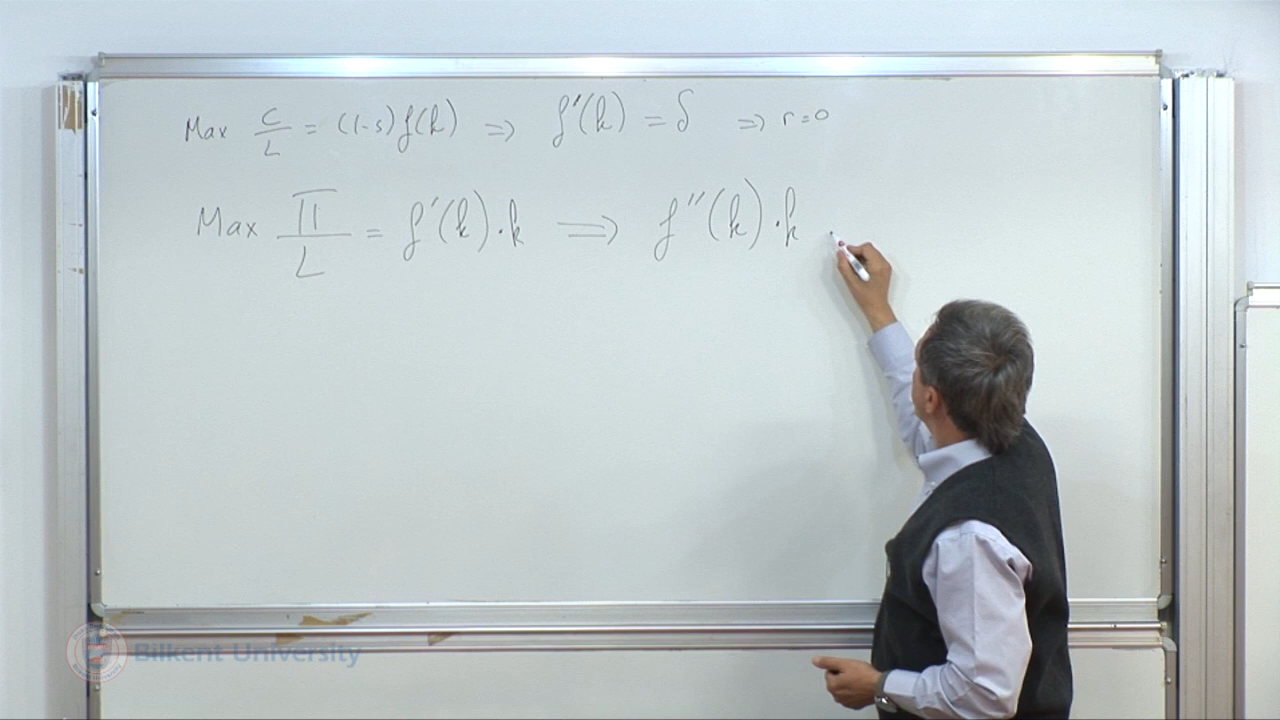 Max C/L = (1-s) f(k) ⇒ f'(k) = δ ⇒ r=0
Max Π/L = f'(k).k ⟹ f''(k).k
Bilkent University